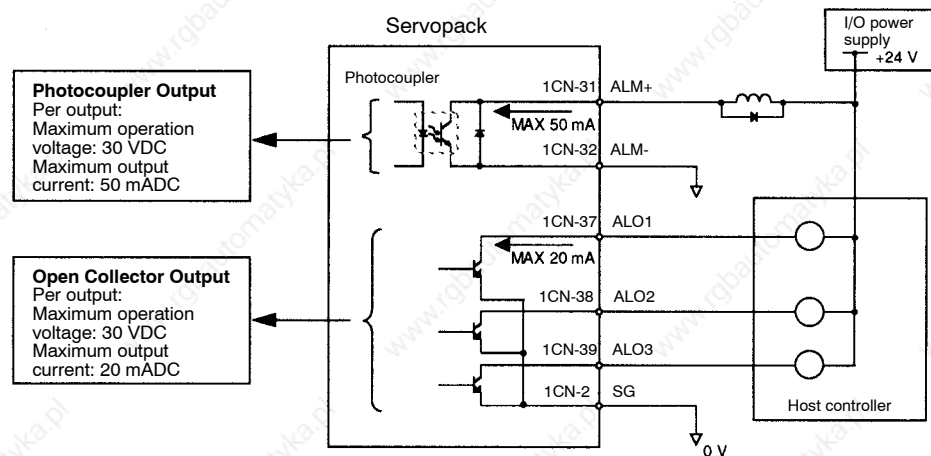 Servopack
I/O power
supply
+24 V
Photocoupler Output
Per output:
Maximum operation
voltage: 30 VDC
Maximum output
current: 50 mADC
Photocoupler
1CN-31 ALM+
MAX 50 mA
1CN-32 ALM-
1CN-37 ALO1
MAX 20 mA
Open Collector Output
Per output:
Maximum operation
voltage: 30 VDC
Maximum output
current: 20 mADC
1CN-38 ALO2
1CN-39 ALO3
1CN-2 SG
Host controller
0 V
www.rgbautomatyka.pl